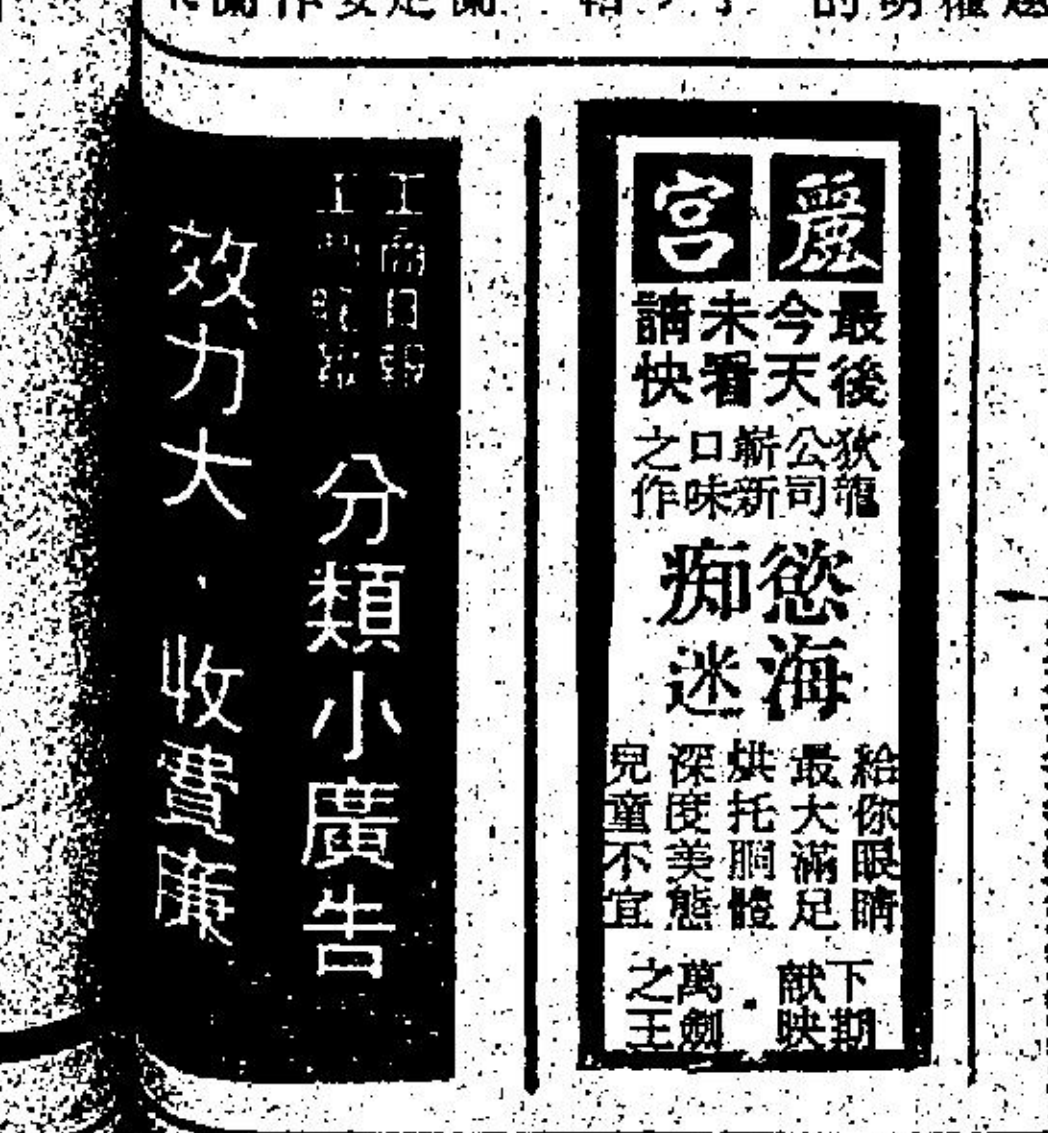 麗宮
最後
今天
未看
請快
狄龍
公司
嶄新
口味
之作
慾海
痴迷
給你眼睛
最大滿足
烘托胴體
深度美態
兒童不宜
下期
献映
·
萬劍
之王
工商日報
工商晚報
分類小廣告
效力大·收費廉